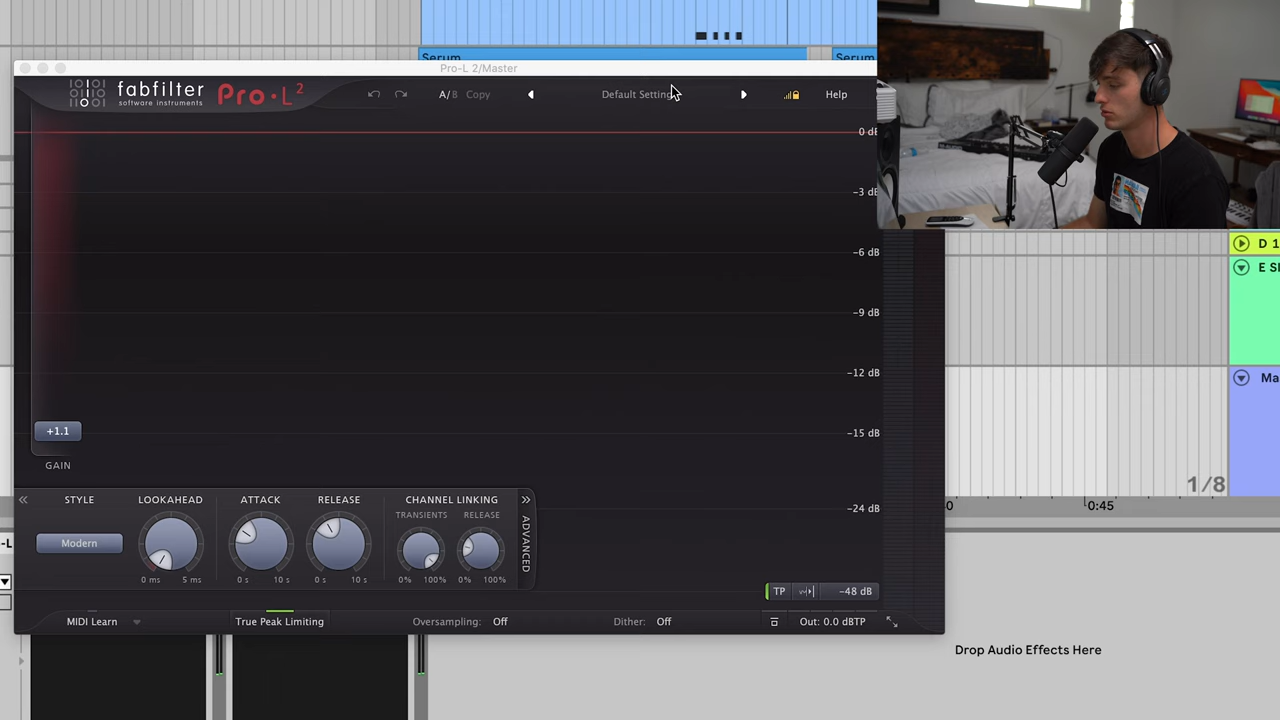 Serum
Serum
Pro-L 2/Master
fabfilter
software instruments
Pro·L 2
A/B Copy
Default Setting
Help
0 dB
-3 dB
-6 dB
-9 dB
-12 dB
-15 dB
-24 dB
+1.1
GAIN
STYLE
LOOKAHEAD
ATTACK
RELEASE
CHANNEL LINKING
TRANSIENTS
RELEASE
Modern
0 ms 5 ms
0 s 10 s
0 s 10 s
0% 100%
0% 100%
ADVANCED
TP
-48 dB
MIDI Learn
True Peak Limiting
Oversampling: Off
Dither: Off
Out: 0.0 dBTP
D 1
E S
Ma
1/8
0
0:45
-L
Drop Audio Effects Here